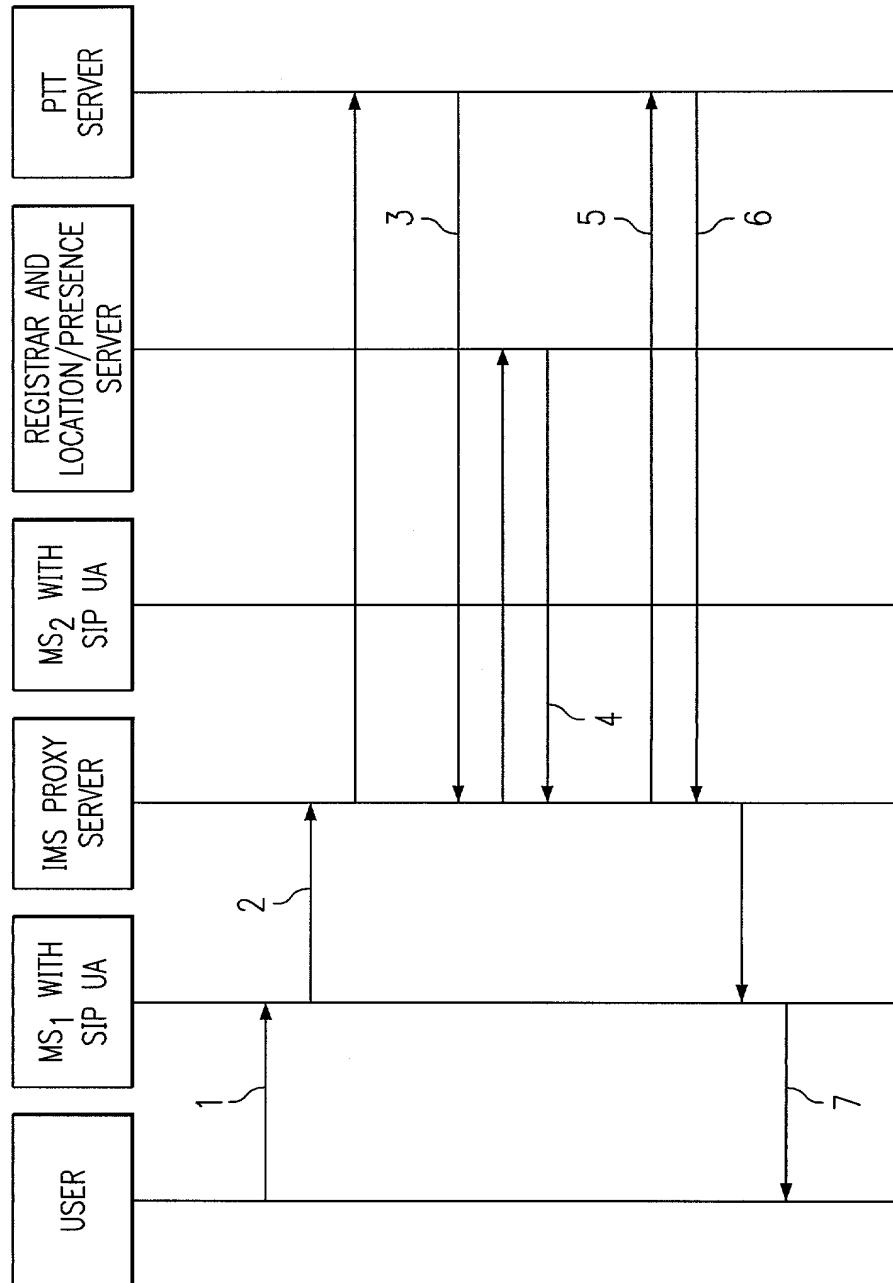 USER
MS1 WITH
SIP UA
IMS PROXY
SERVER
MS2 WITH
SIP UA
REGISTRAR AND
LOCATION/PRESENCE
SERVER
PTT
SERVER
1
2
3
4
5
6
7